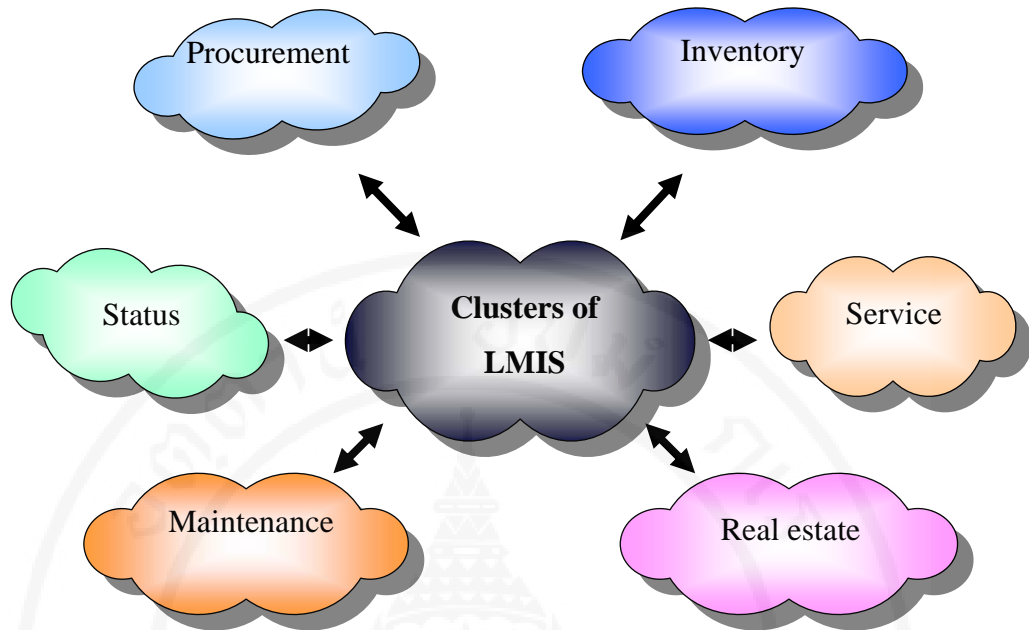 Procurement
Inventory
Status
Clusters of
LMIS
Service
Maintenance
Real estate